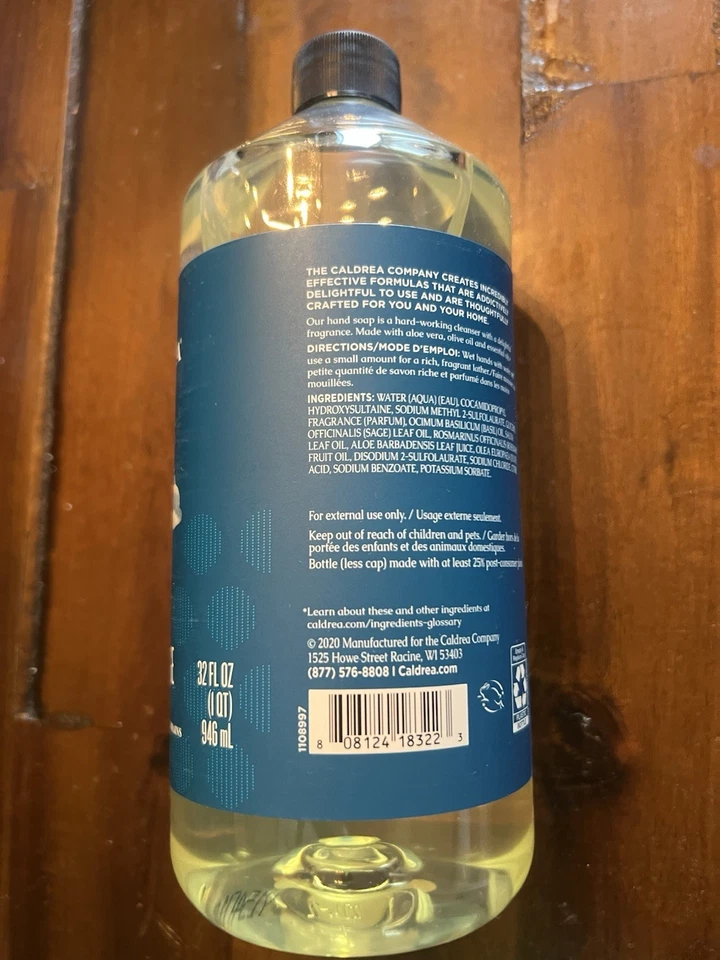 THE CALDREA COMPANY CREATES INCREDIBLY
EFFECTIVE FORMULAS THAT ARE ADDICTIVELY
DELIGHTFUL TO USE AND ARE THOUGHTFULLY
CRAFTED FOR YOU AND YOUR HOME.
Our hand soap is a hard-working cleanser with a
fragrance. Made with aloe vera, olive oil and essential
DIRECTIONS/MODE D'EMPLOI: Wet hands with
use a small amount for a rich, fragrant lather./
petite quantité de savon riche et parfumé dans les
mouillées.
INGREDIENTS: WATER (AQUA) (EAU), COCAMIDOPROPYL
HYDROXYSULTAINE, SODIUM METHYL 2-SULFOLAURATE,
FRAGRANCE (PARFUM), OCIMUM BASILICUM (BASIL) OIL,
OFFICINALIS (SAGE) LEAF OIL, ROSMARINUS OFFICINALIS
LEAF OIL, ALOE BARBADENSIS LEAF JUICE, OLEA EUROPAEA
FRUIT OIL, DISODIUM 2-SULFOLAURATE, SODIUM CHLORIDE,
ACID, SODIUM BENZOATE, POTASSIUM SORBATE.
For external use only. / Usage externe seulement.
Keep out of reach of children and pets. / Garder hors de la
portée des enfants et des animaux domestiques.
Bottle (less cap) made with at least 25% post-consumer
*Learn about these and other ingredients at
caldrea.com/ingredients-glossary
© 2020 Manufactured for the Caldrea Company
1525 Howe Street Racine, WI 53403
(877) 576-8808 | Caldrea.com
32 FL OZ
(1 QT)
946 mL
1108997
8 08124 18322 3